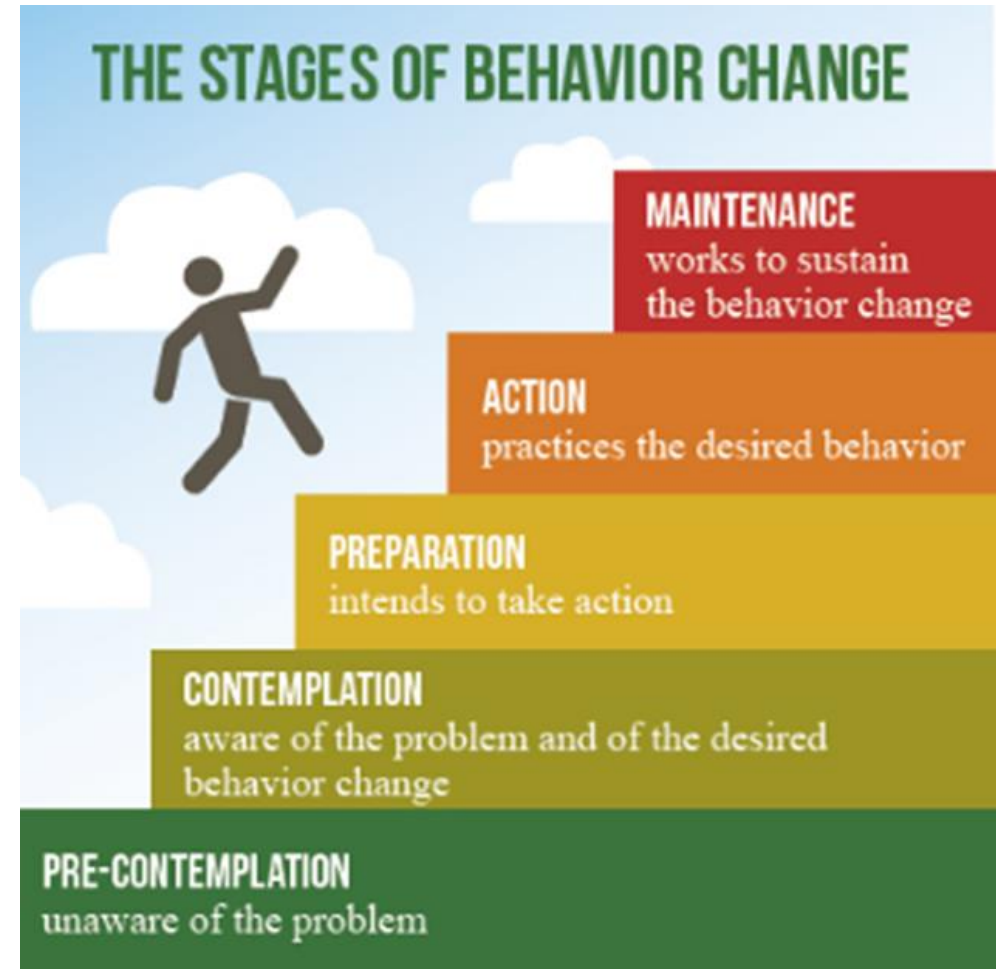 THE STAGES OF BEHAVIOR CHANGE
MAINTENANCE
works to sustain
the behavior change
ACTION
practices the desired behavior
PREPARATION
intends to take action
CONTEMPLATION
aware of the problem and of the desired
behavior change
PRE-CONTEMPLATION
unaware of the problem